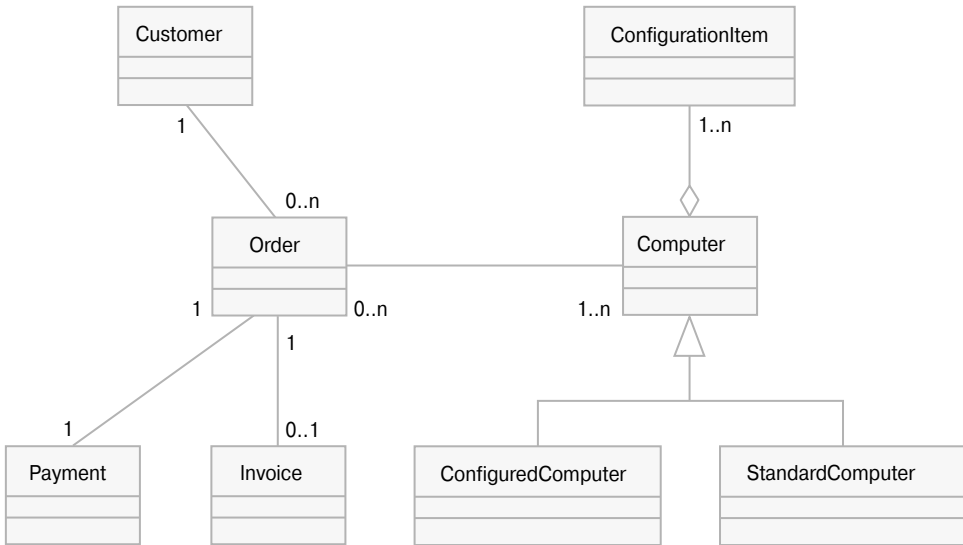 Customer
ConfigurationItem
1
1..n
0..n
Order
Computer
1
0..n
1..n
1
1
0..1
Payment
Invoice
ConfiguredComputer
StandardComputer